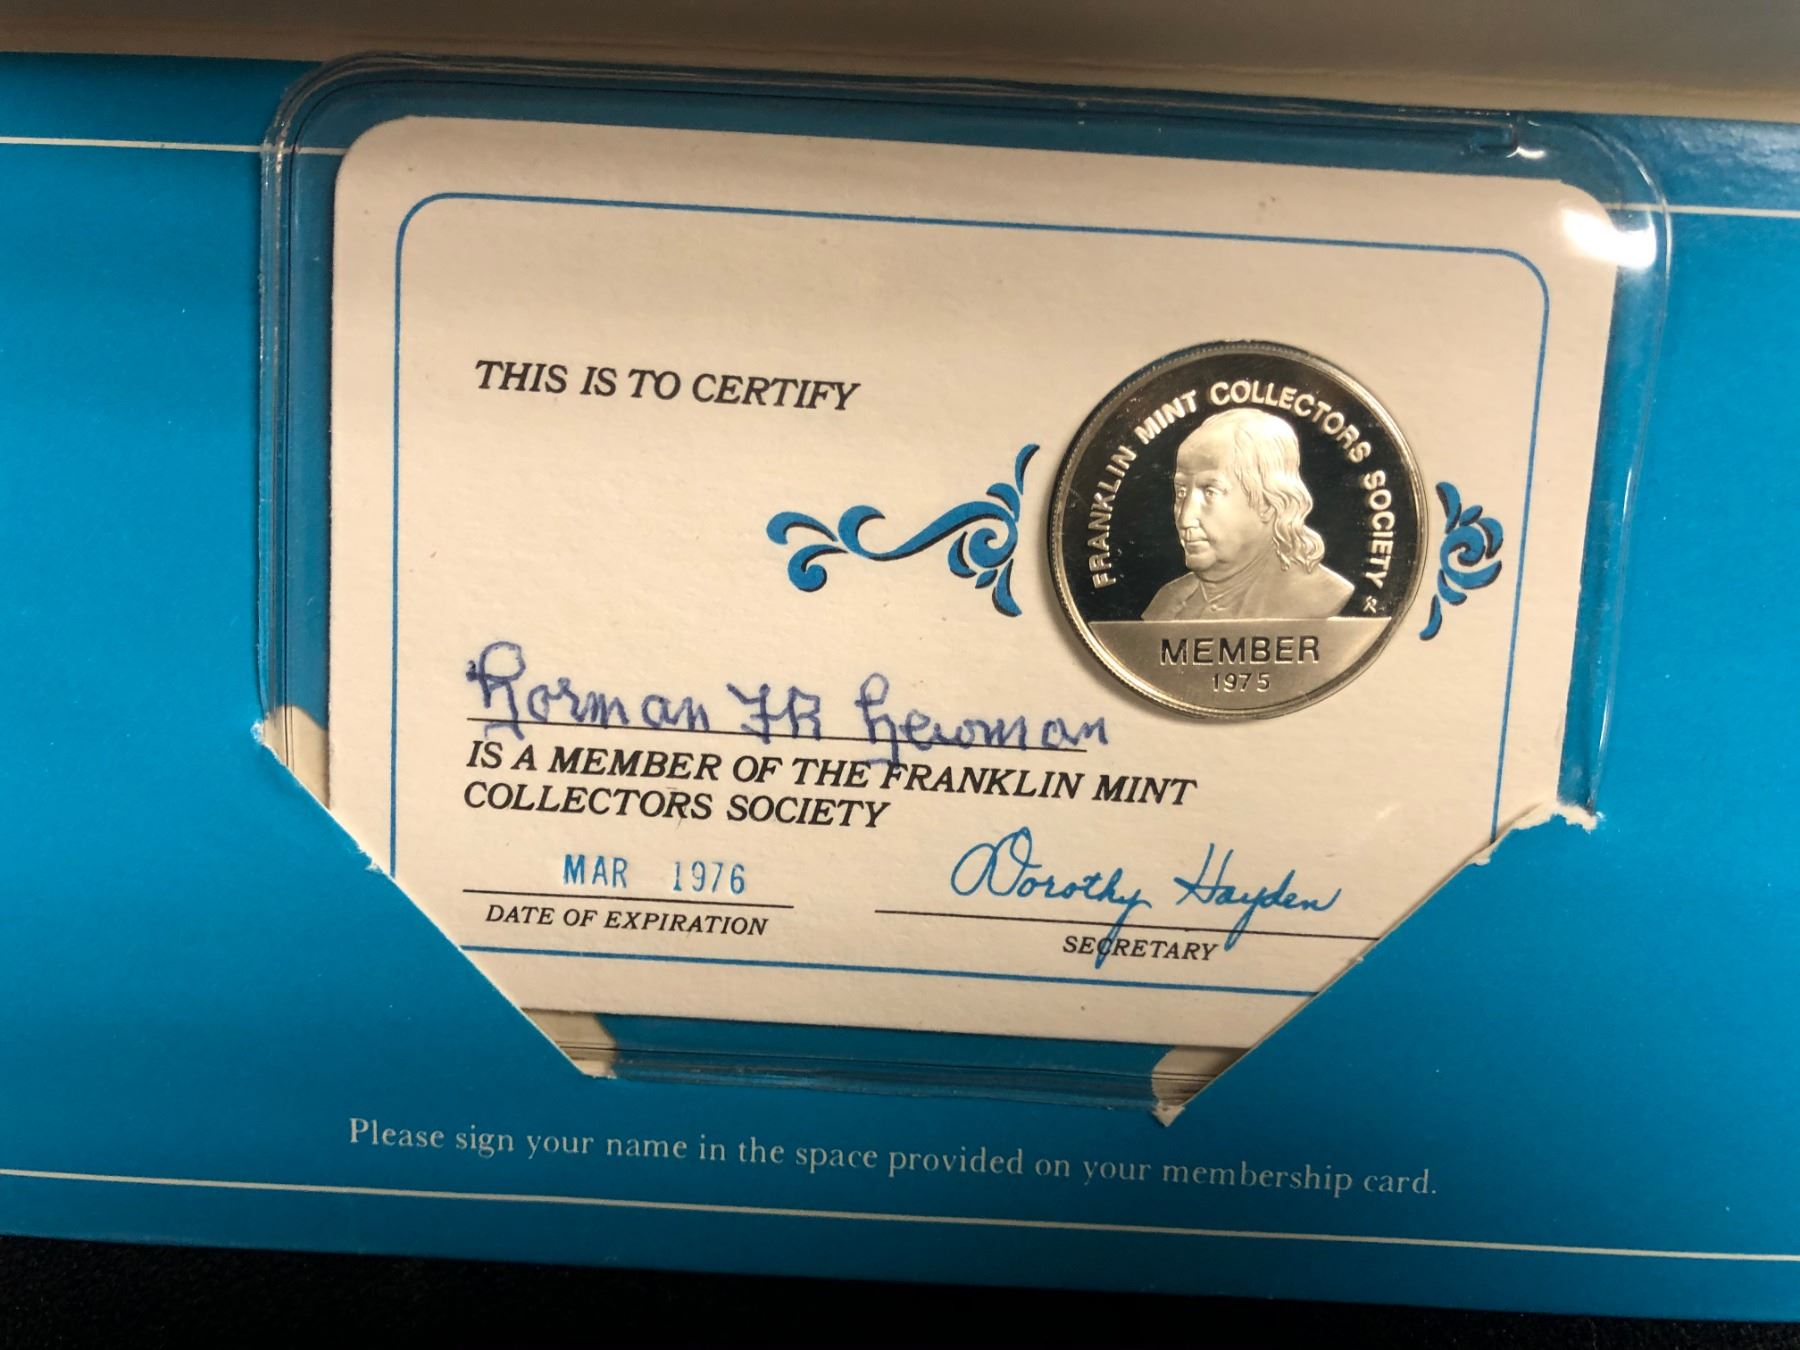 THIS IS TO CERTIFY
FRANKLIN MINT COLLECTORS SOCIETY
MEMBER
1975
Norman Newman
IS A MEMBER OF THE FRANKLIN MINT
COLLECTORS SOCIETY
MAR 1976
DATE OF EXPIRATION
Dorothy Hayden
SECRETARY
Please sign your name in the space provided on your membership card.